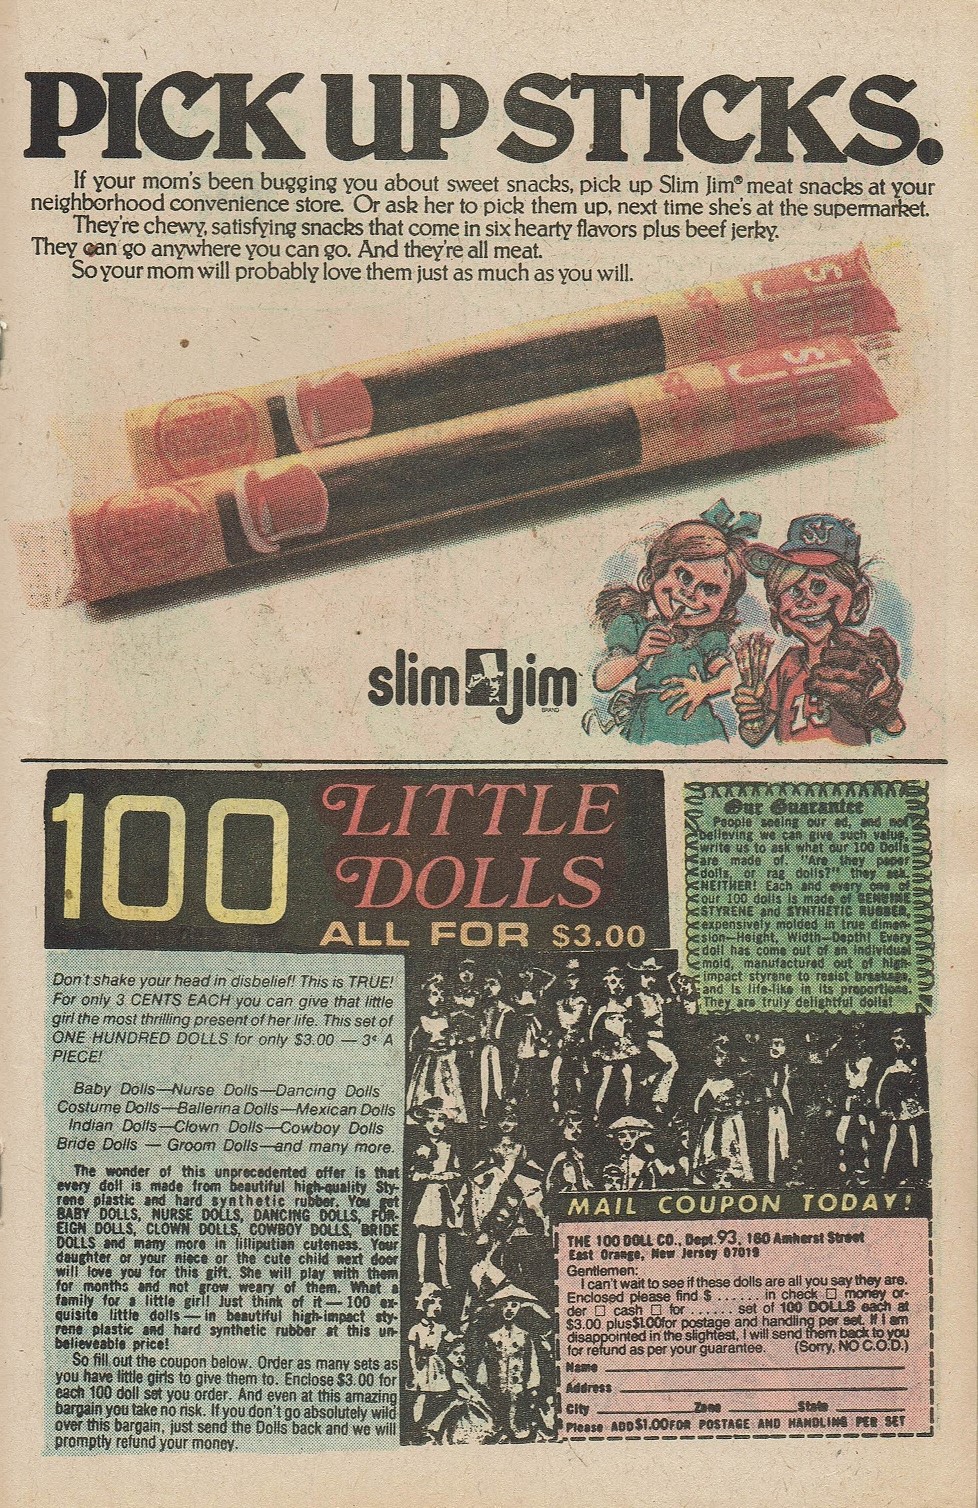 PICK UP STICKS.
If your mom's been bugging you about sweet snacks, pick up Slim Jim® meat snacks at your
neighborhood convenience store. Or ask her to pick them up, next time she's at the supermarket.
They're chewy, satisfying snacks that come in six hearty flavors plus beef jerky.
They can go anywhere you can go. And they're all meat.
So your mom will probably love them just as much as you will.
SJ
13
slim jim
BRAND
100 LITTLE
DOLLS
ALL FOR $3.00
Our Guarantee
People seeing our ad, and not
believing we can give such value,
write us to ask what our 100 Dolls
are made of. "Are they paper
dolls, or rag dolls?" they ask.
NEITHER! Each and every one of
our 100 dolls is made of GENUINE
STYRENE and SYNTHETIC RUBBER,
expensively molded in true dimen-
sion—Height, Width—Depth! Every
doll has come out of an individual
mold, manufactured out of high-
impact styrene to resist breakage,
and is life-like in its proportions.
They are truly delightful dolls!
Don't shake your head in disbelief! This is TRUE!
For only 3 CENTS EACH you can give that little
girl the most thrilling present of her life. This set of
ONE HUNDRED DOLLS for only $3.00 — 3¢ A
PIECE!
Baby Dolls—Nurse Dolls—Dancing Dolls
Costume Dolls—Ballerina Dolls—Mexican Dolls
Indian Dolls—Clown Dolls—Cowboy Dolls
Bride Dolls — Groom Dolls—and many more.
The wonder of this unprecedented offer is that
every doll is made from beautiful high-quality Sty-
rene plastic and hard synthetic rubber. You get
BABY DOLLS, NURSE DOLLS, DANCING DOLLS, FOR-
EIGN DOLLS, CLOWN DOLLS, COWBOY DOLLS, BRIDE
DOLLS and many more in lilliputian cuteness. Your
daughter or your niece or the cute child next door
will love you for this gift. She will play with them
for months and not grow weary of them. What a
family for a little girl! Just think of it — 100 ex-
quisite little dolls — in beautiful high-impact sty-
rene plastic and hard synthetic rubber at this un-
believeable price!
So fill out the coupon below. Order as many sets as
you have little girls to give them to. Enclose $3.00 for
each 100 doll set you order. And even at this amazing
bargain you take no risk. If you don't go absolutely wild
over this bargain, just send the Dolls back and we will
promptly refund your money.
MAIL COUPON TODAY!
THE 100 DOLL CO., Dept. 93, 160 Amherst Street
East Orange, New Jersey 07019
Gentlemen:
I can't wait to see if these dolls are all you say they are.
Enclosed please find $ ...... in check □ money or-
der □ cash □ for ...... set of 100 DOLLS each at
$3.00 plus $1.00 for postage and handling per set. If I am
disappointed in the slightest, I will send them back to you
for refund as per your guarantee. (Sorry, NO C.O.D.)
Name
Address
City Zone State
Please ADD $1.00 FOR POSTAGE AND HANDLING PER SET